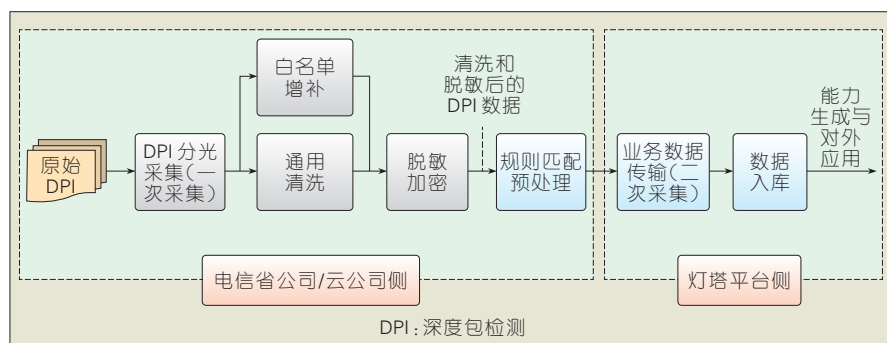 白名单
增补
清洗和
脱敏后的
DPI 数据
能力
生成与
对外
应用
原始
DPI
DPI 分光
采集(一
次采集)
通用
清洗
脱敏
加密
规则匹配
预处理
业务数据
传输(二
次采集)
数据
入库
电信省公司/云公司侧
灯塔平台侧
DPI:深度包检测